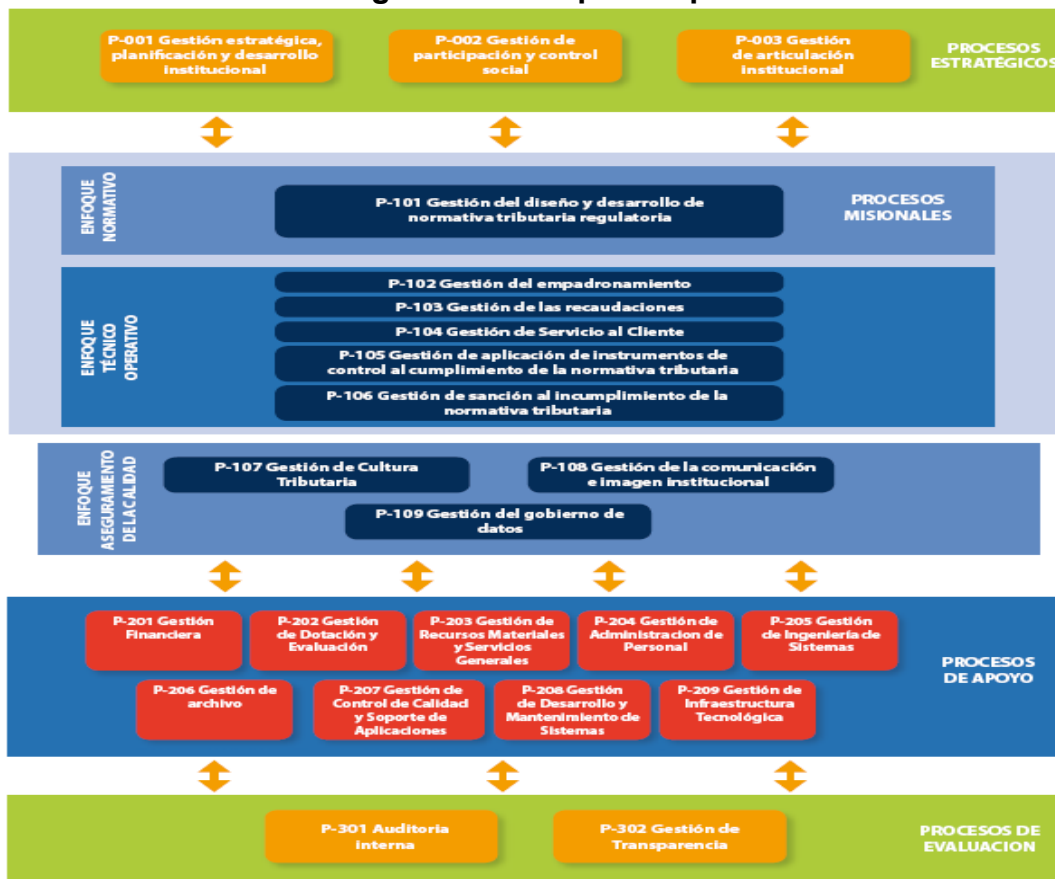 P-001 Gestión estratégica,
planificación y desarrollo
institucional
P-002 Gestión de
participación y control
social
P-003 Gestión
de articulación
institucional
PROCESOS
ESTRATÉGICOS
ENFOQUE
NORMATIVO
P-101 Gestión del diseño y desarrollo de
normativa tributaria regulatoria
PROCESOS
MISIONALES
ENFOQUE
TÉCNICO
OPERATIVO
P-102 Gestión del empadronamiento
P-103 Gestión de las recaudaciones
P-104 Gestión de Servicio al Cliente
P-105 Gestión de aplicación de instrumentos de
control al cumplimiento de la normativa tributaria
P-106 Gestión de sanción al incumplimiento de la
normativa tributaria
ENFOQUE
ASEGURAMIENTO
DE LA CALIDAD
P-107 Gestión de Cultura
Tributaria
P-108 Gestión de la comunicación
e imagen institucional
P-109 Gestión del gobierno de
datos
P-201 Gestión
Financiera
P-202 Gestión
de Dotación y
Evaluación
P-203 Gestión de
Recursos Materiales
y Servicios
Generales
P-204 Gestión de
Administracion de
Personal
P-205 Gestión
de Ingeniería de
Sistemas
PROCESOS
DE APOYO
P-206 Gestión de
archivo
P-207 Gestión de
Control de Calidad
y Soporte de
Aplicaciones
P-208 Gestión
de Desarrollo y
Mantenimiento de
Sistemas
P-209 Gestión de
Infraestructura
Tecnológica
P-301 Auditoria
interna
P-302 Gestión de
Transparencia
PROCESOS DE
EVALUACION